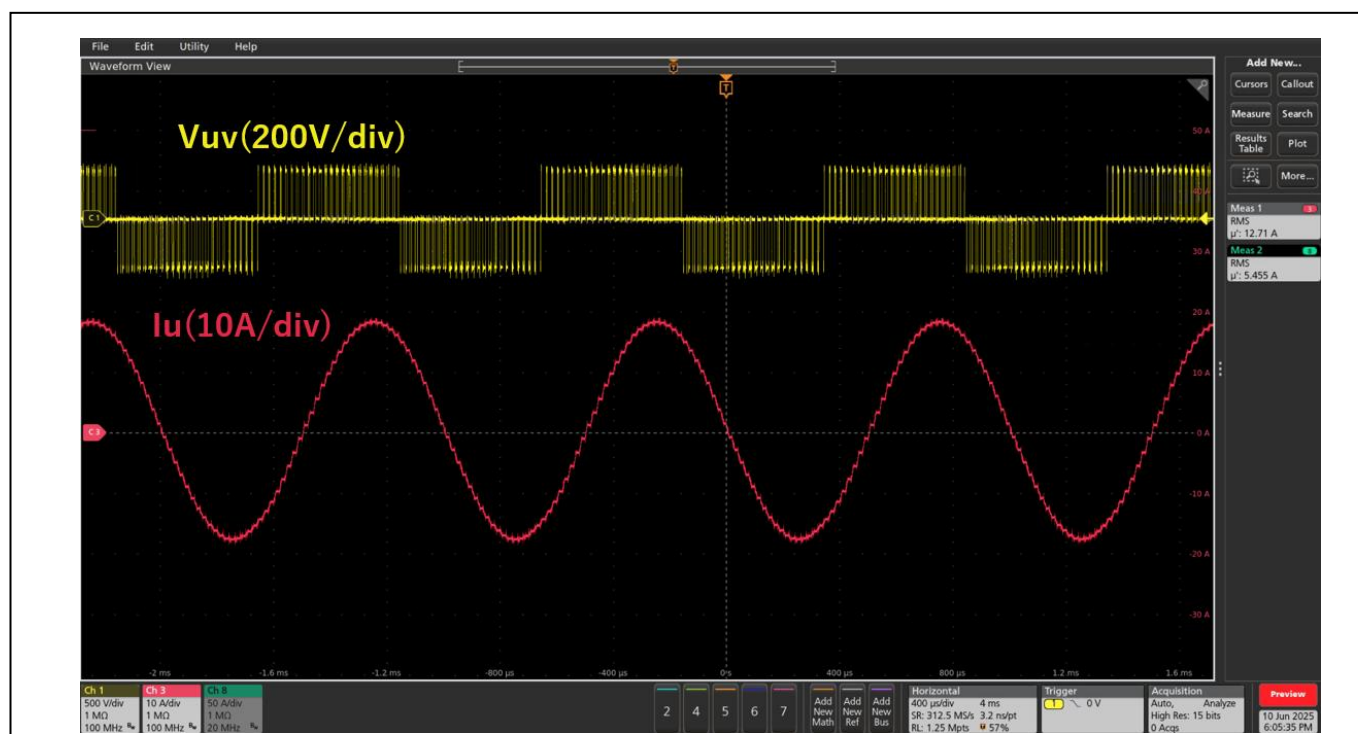 File Edit Utility Help
Waveform View
Add New...
Cursors Callout
Measure Search
Results Table Plot
More...
Meas 1 3
RMS
µ': 12.71 A
Meas 2 8
RMS
µ': 5.455 A
T
T
Vuv(200V/div)
Iu(10A/div)
C1
C3
50 A
40 A
30 A
20 A
10 A
0 A
-10 A
-20 A
-30 A
-2 ms -1.6 ms -1.2 ms -800 µs -400 µs 0 s 400 µs 800 µs 1.2 ms 1.6 ms
Ch 1
500 V/div
1 MΩ
100 MHz
Ch 3
10 A/div
1 MΩ
100 MHz
Ch 8
50 A/div
1 MΩ
20 MHz
2 4 5 6 7
Add New Math
Add New Ref
Add New Bus
Horizontal
400 µs/div 4 ms
SR: 312.5 MS/s 3.2 ns/pt
RL: 1.25 Mpts 57%
Trigger
1 0 V
Acquisition
Auto, Analyze
High Res: 15 bits
0 Acqs
Preview
10 Jun 2025
6:05:35 PM